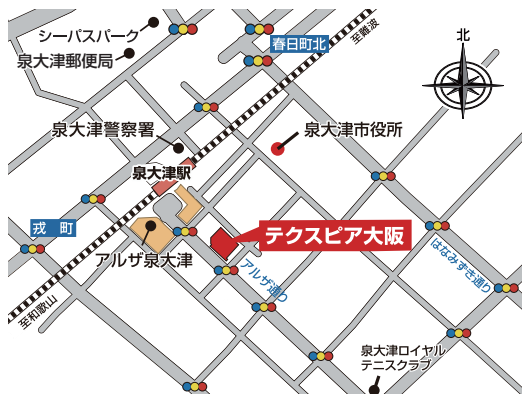 シーパスパーク
泉大津郵便局
春日町北
至難波
北
泉大津警察署
泉大津市役所
泉大津駅
戎 町
テクスピア大阪
アルザ泉大津
アルザ通り
はなみずき通り
至和歌山
泉大津ロイヤル
テニスクラブ